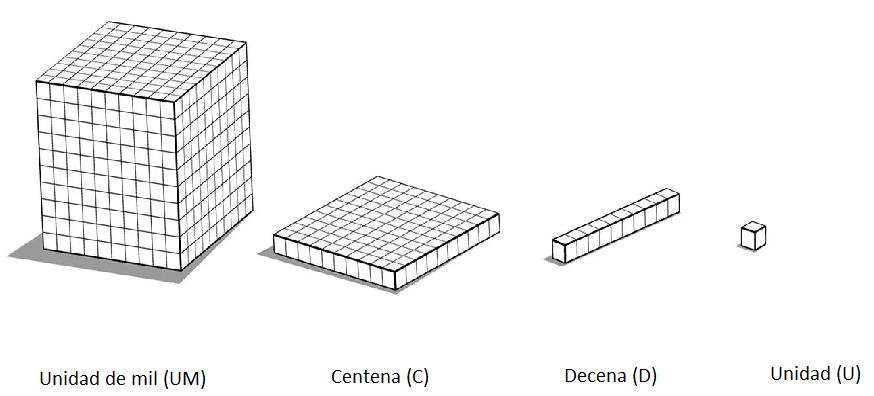 Unidad de mil (UM)
Centena (C)
Decena (D)
Unidad (U)